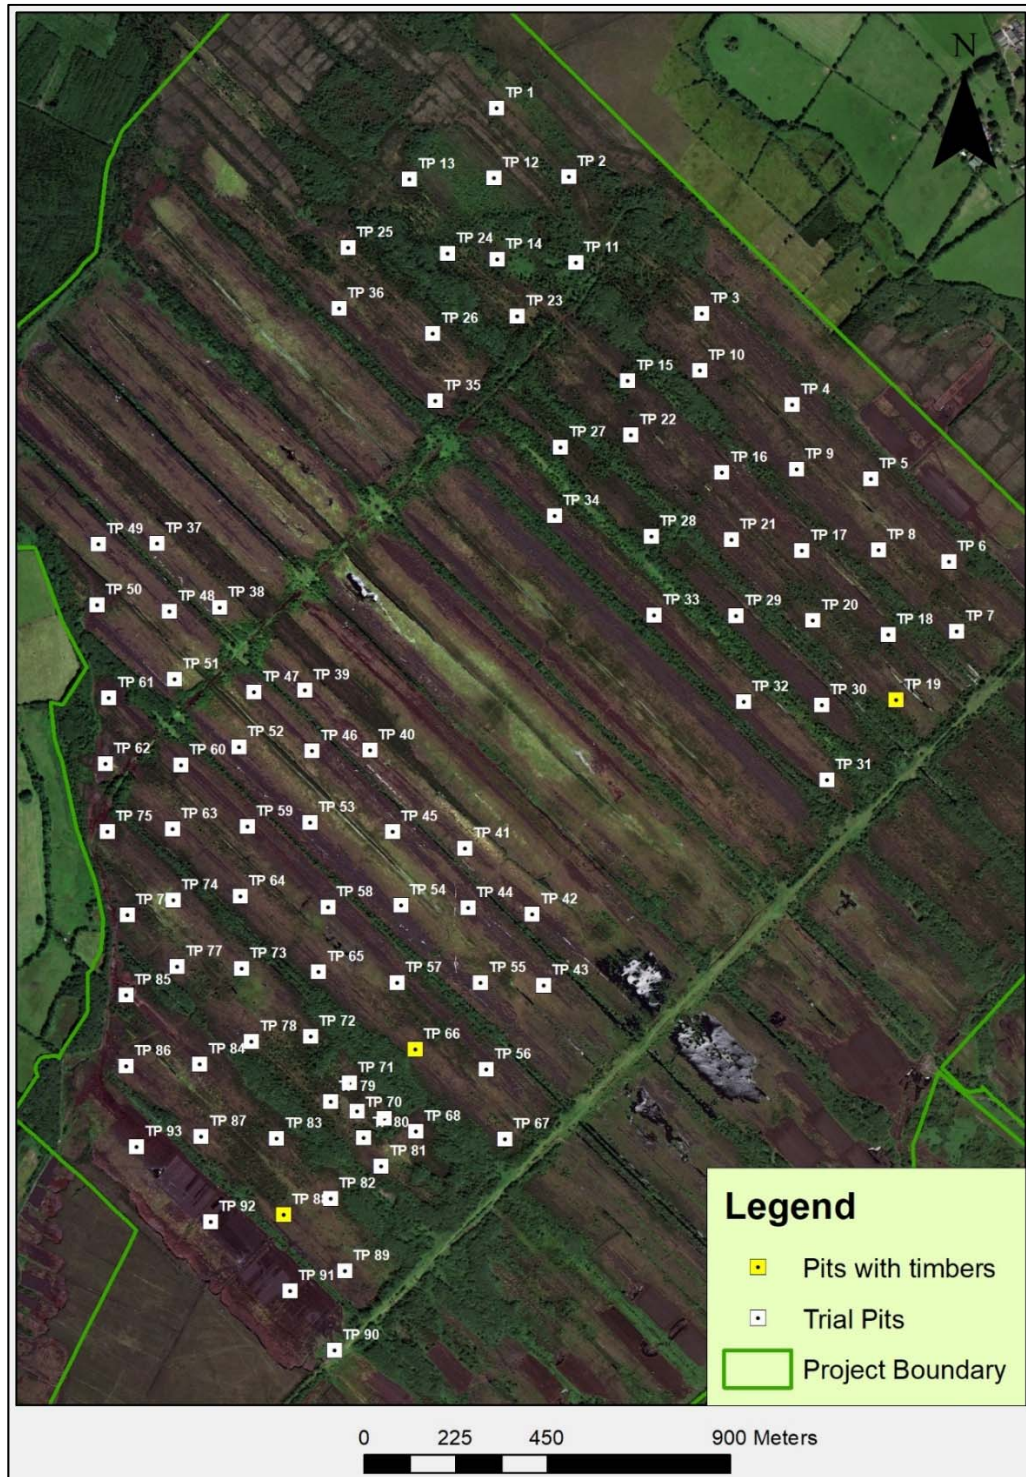 N
TP 1
TP 13
TP 12
TP 2
TP 25
TP 24
TP 14
TP 11
TP 36
TP 26
TP 23
TP 3
TP 15
TP 10
TP 35
TP 4
TP 27
TP 22
TP 16
TP 9
TP 5
TP 34
TP 28
TP 21
TP 17
TP 8
TP 6
TP 49
TP 37
TP 50
TP 48
TP 38
TP 33
TP 29
TP 20
TP 18
TP 7
TP 51
TP 61
TP 47
TP 39
TP 32
TP 30
TP 19
TP 62
TP 60
TP 52
TP 46
TP 40
TP 31
TP 75
TP 63
TP 59
TP 53
TP 45
TP 41
TP 74
TP 64
TP 58
TP 54
TP 44
TP 42
TP 77
TP 73
TP 65
TP 57
TP 55
TP 43
TP 85
TP 78
TP 72
TP 66
TP 86
TP 84
TP 56
TP 71
TP 79
TP 70
TP 93
TP 87
TP 83
TP 80
TP 68
TP 67
TP 81
TP 82
TP 92
TP 89
TP 91
TP 90
Legend
Pits with timbers
Trial Pits
Project Boundary
0 225 450 900 Meters